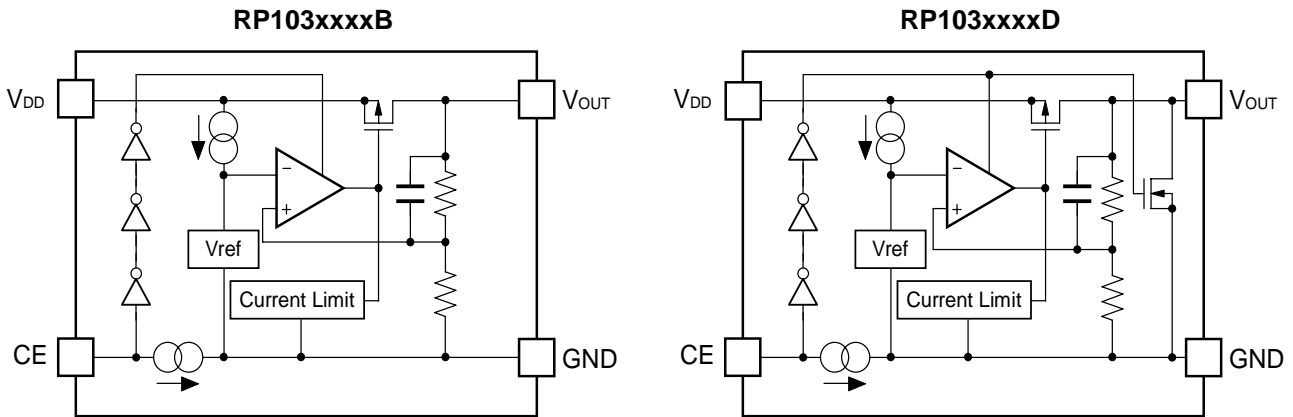 RP103xxxxB
VDD
VOUT
−
+
Vref
Current Limit
CE
GND
RP103xxxxD
VDD
VOUT
−
+
Vref
Current Limit
CE
GND